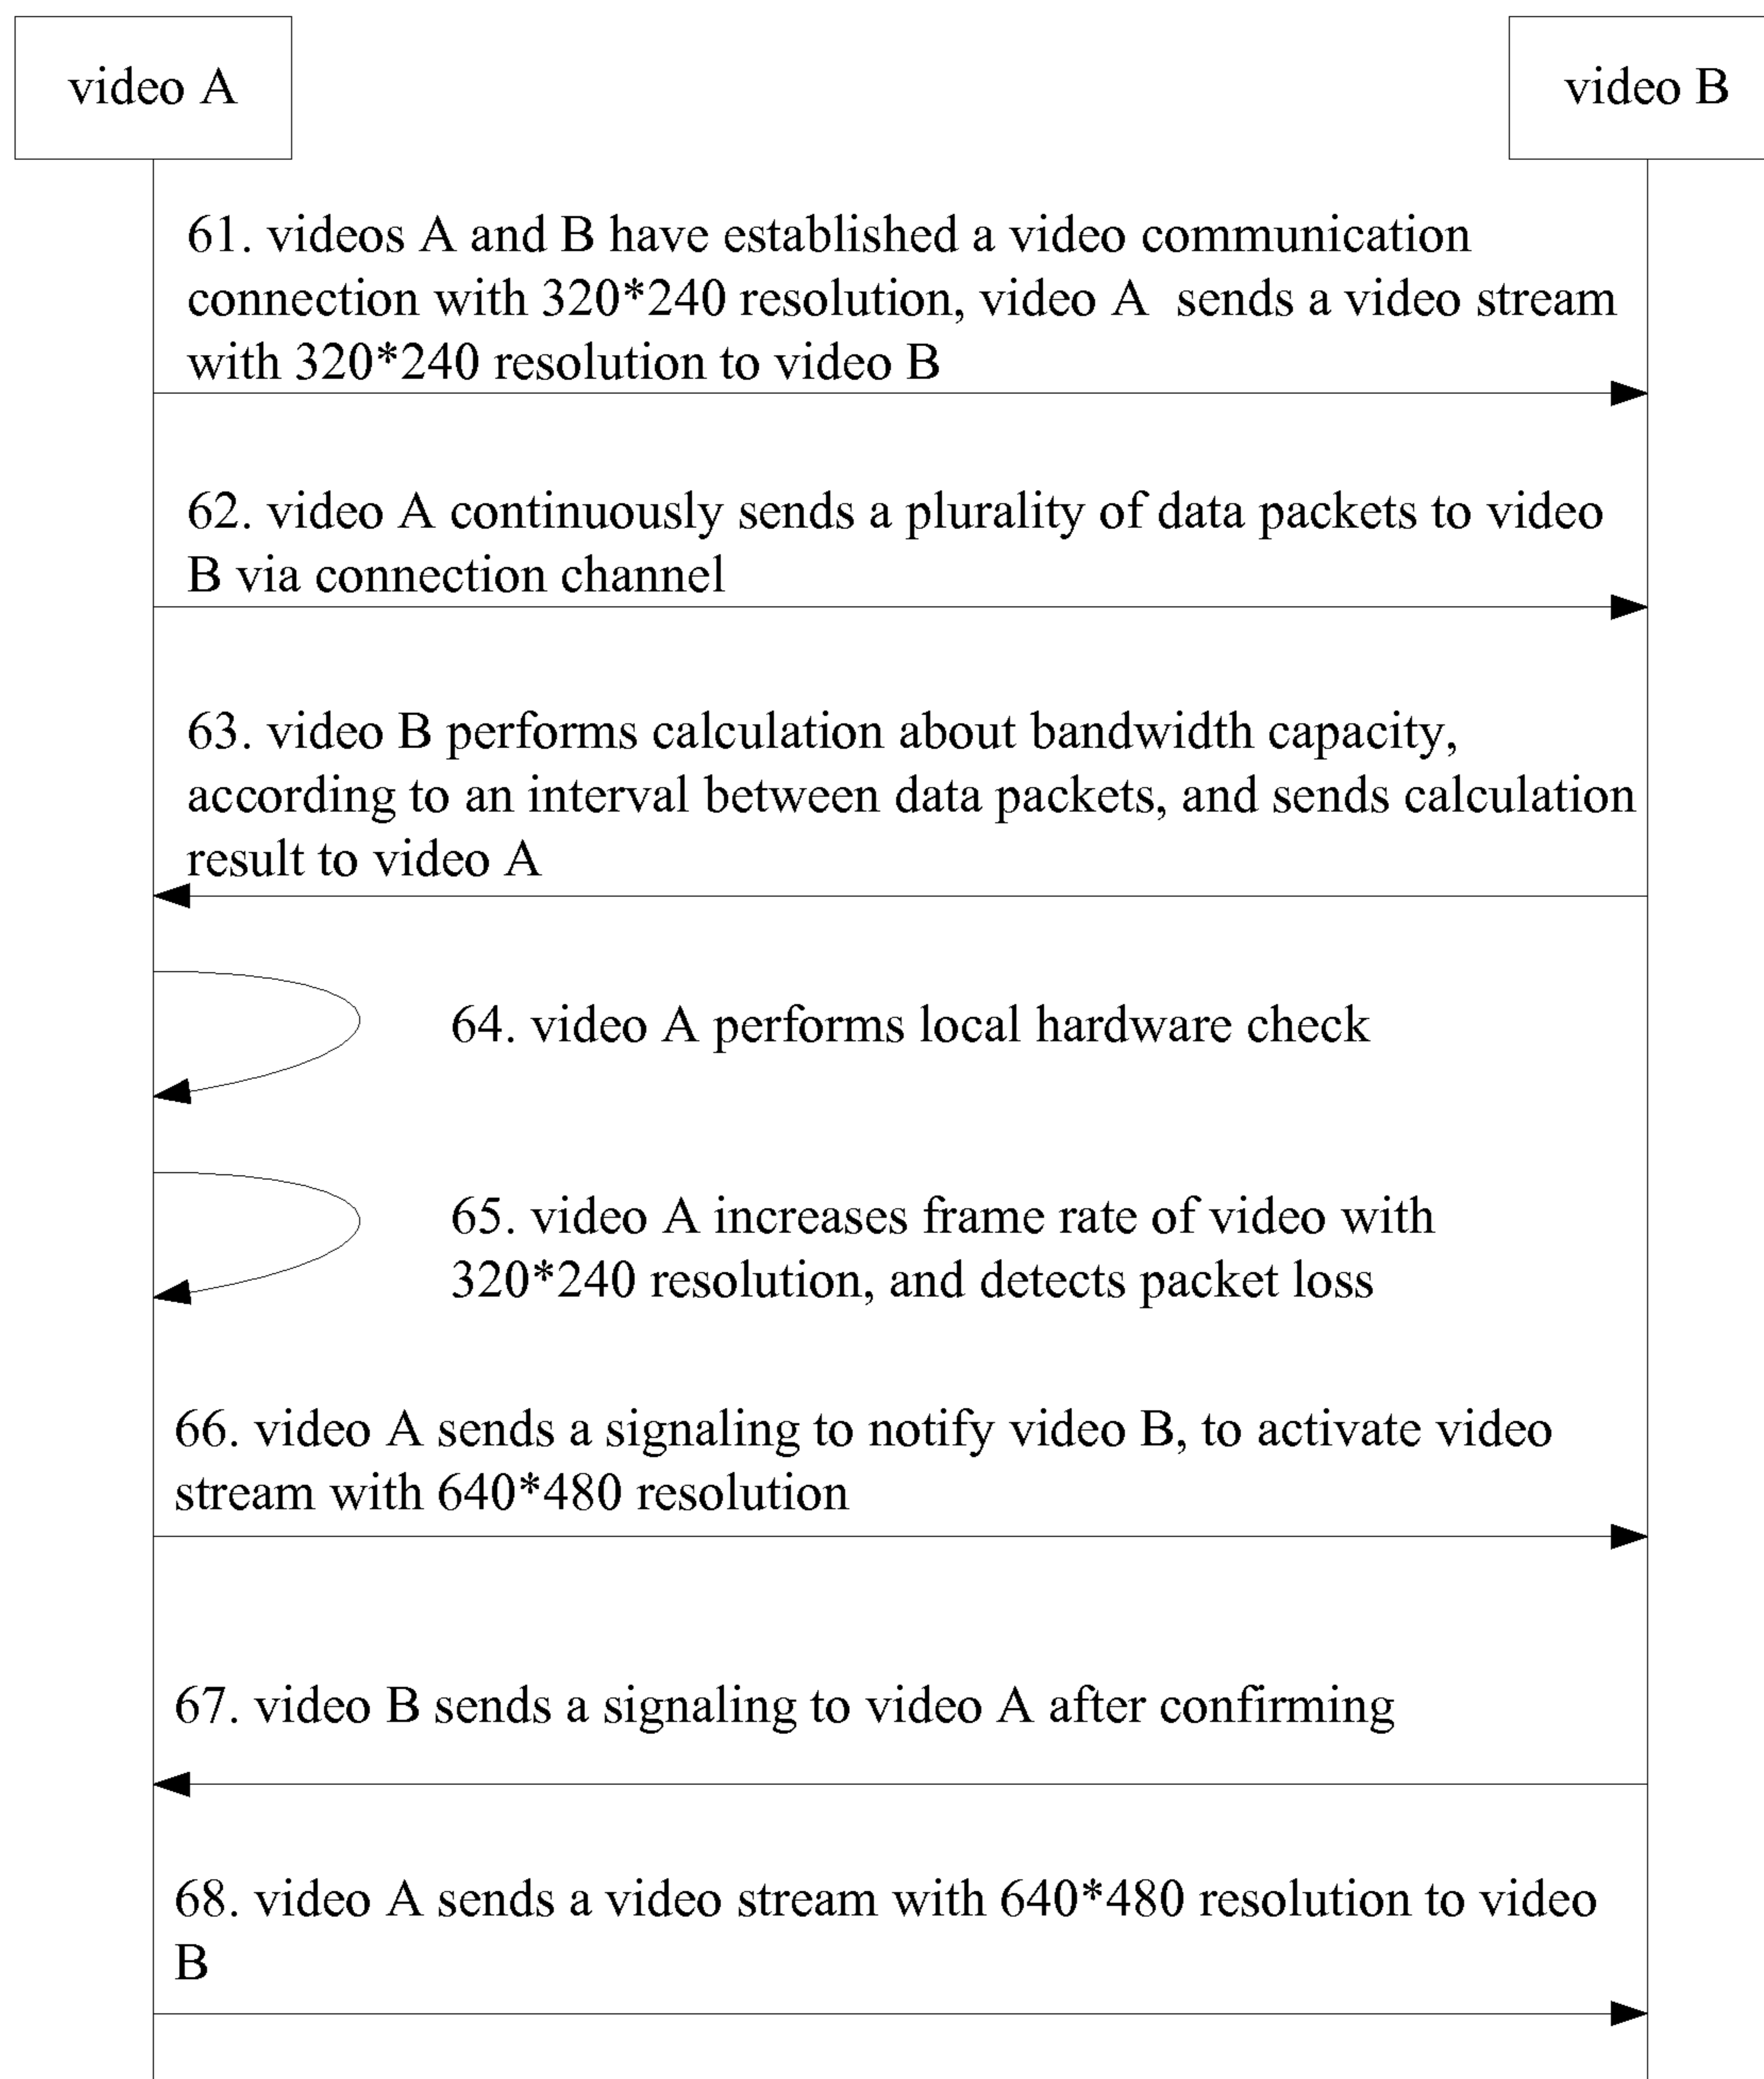 video A
video B
61. videos A and B have established a video communication
connection with 320*240 resolution, video A  sends a video stream
with 320*240 resolution to video B
62. video A continuously sends a plurality of data packets to video
B via connection channel
63. video B performs calculation about bandwidth capacity,
according to an interval between data packets, and sends calculation
result to video A
64. video A performs local hardware check
65. video A increases frame rate of video with
320*240 resolution, and detects packet loss
66. video A sends a signaling to notify video B, to activate video
stream with 640*480 resolution
67. video B sends a signaling to video A after confirming
68. video A sends a video stream with 640*480 resolution to video
B